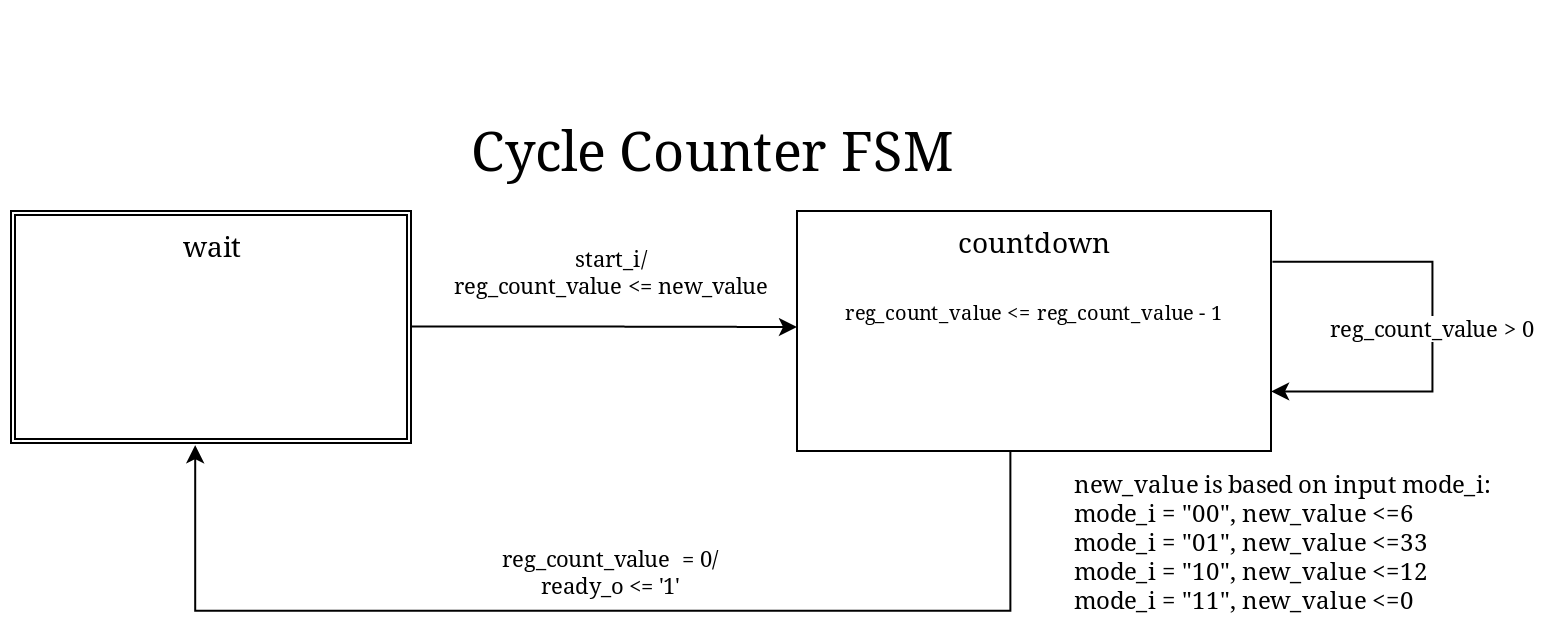 Cycle Counter FSM
wait
start_i/
reg_count_value <= new_value
countdown
reg_count_value <= reg_count_value - 1
reg_count_value > 0
reg_count_value  = 0/
ready_o <= '1'
new_value is based on input mode_i:
mode_i = "00", new_value <=6
mode_i = "01", new_value <=33
mode_i = "10", new_value <=12
mode_i = "11", new_value <=0